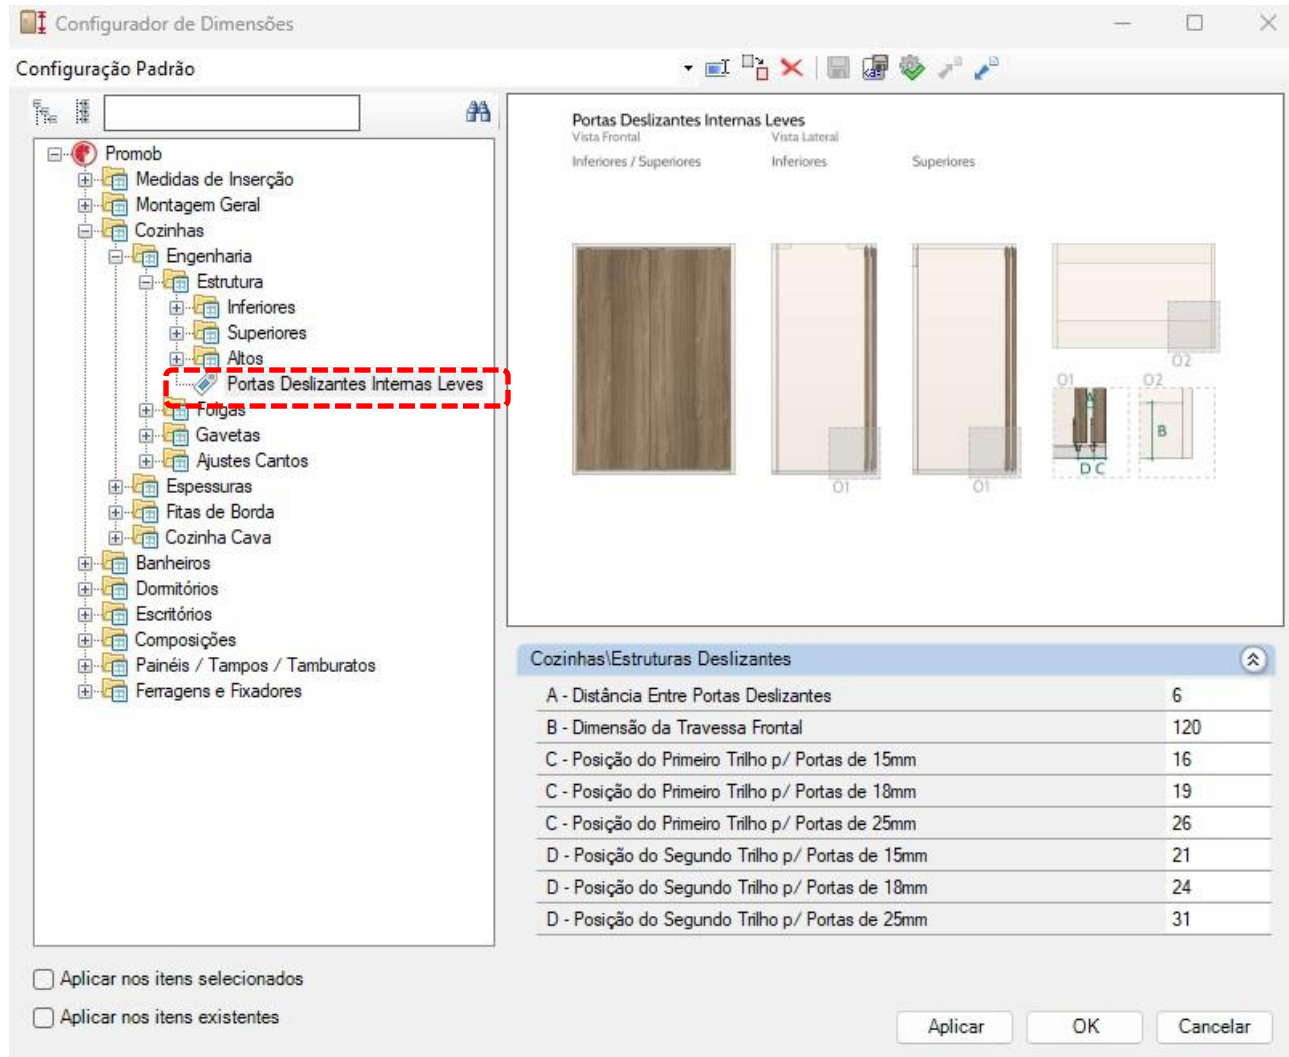 Configurador de Dimensões
Configuração Padrão
Promob
Medidas de Inserção
Montagem Geral
Cozinhas
Engenharia
Estrutura
Inferiores
Superiores
Altos
Portas Deslizantes Internas Leves
Folgas
Gavetas
Ajustes Cantos
Espessuras
Fitas de Borda
Cozinha Cava
Banheiros
Dormitórios
Escritórios
Composições
Painéis / Tampos / Tamburatos
Ferragens e Fixadores
Portas Deslizantes Internas Leves
Vista Frontal Vista Lateral
Inferiores / Superiores Inferiores Superiores
O2
O1 O2
A
B
D C
O1 O1
Cozinhas\Estruturas Deslizantes
A - Distância Entre Portas Deslizantes 6
B - Dimensão da Travessa Frontal 120
C - Posição do Primeiro Trilho p/ Portas de 15mm 16
C - Posição do Primeiro Trilho p/ Portas de 18mm 19
C - Posição do Primeiro Trilho p/ Portas de 25mm 26
D - Posição do Segundo Trilho p/ Portas de 15mm 21
D - Posição do Segundo Trilho p/ Portas de 18mm 24
D - Posição do Segundo Trilho p/ Portas de 25mm 31
Aplicar nos itens selecionados
Aplicar nos itens existentes
Aplicar OK Cancelar